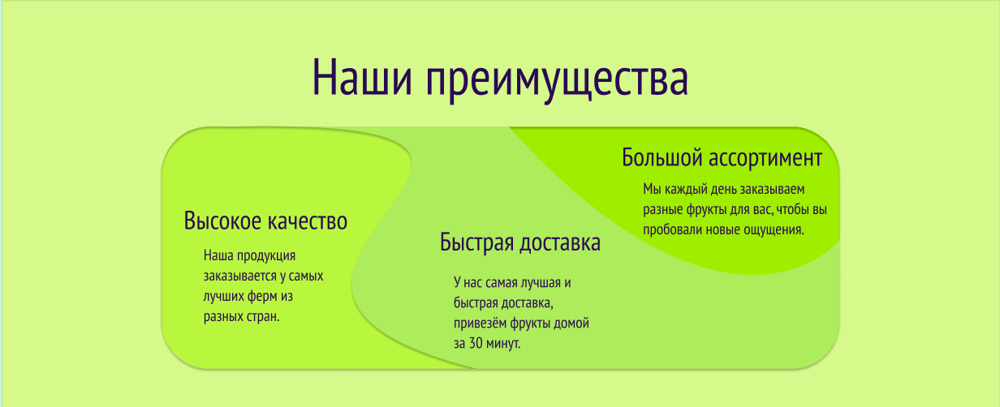 Наши преимущества
Высокое качество
Наша продукция
заказывается у самых
лучших ферм из
разных стран.
Быстрая доставка
У нас самая лучшая и
быстрая доставка,
привезём фрукты домой
за 30 минут.
Большой ассортимент
Мы каждый день заказываем
разные фрукты для вас, чтобы вы
пробовали новые ощущения.